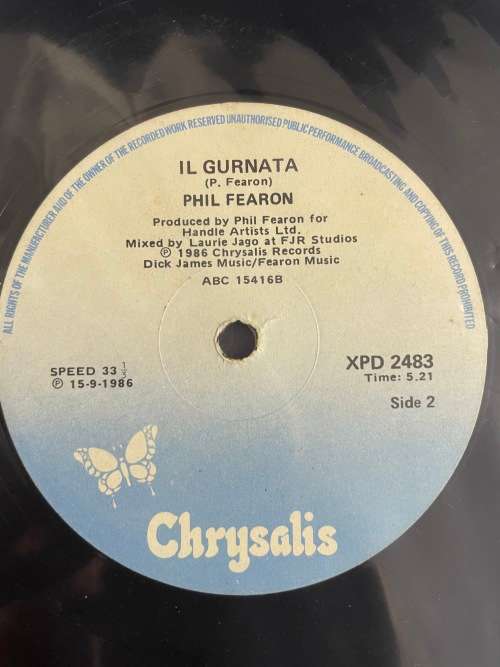 ALL RIGHTS OF THE MANUFACTURER AND OF THE OWNER OF THE RECORDED WORK RESERVED UNAUTHORISED PUBLIC PERFORMANCE BROADCASTING AND COPYING OF THIS RECORD PROHIBITED
IL GURNATA
(P. Fearon)
PHIL FEARON
Produced by Phil Fearon for
Handle Artists Ltd.
Mixed by Laurie Jago at FJR Studios
℗ 1986 Chrysalis Records
Dick James Music/Fearon Music
ABC 15416B
SPEED 33 1/3
℗ 15-9-1986
XPD 2483
Time: 5.21
Side 2
Chrysalis